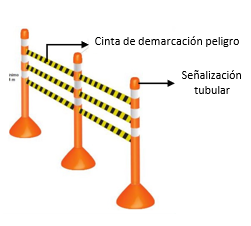 Cinta de demarcación peligro
Señalización
tubular